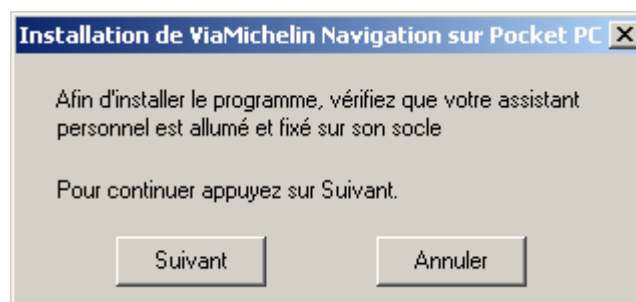 Installation de ViaMichelin Navigation sur Pocket PC
Afin d'installer le programme, vérifiez que votre assistant
personnel est allumé et fixé sur son socle
Pour continuer appuyez sur Suivant.
Suivant Annuler